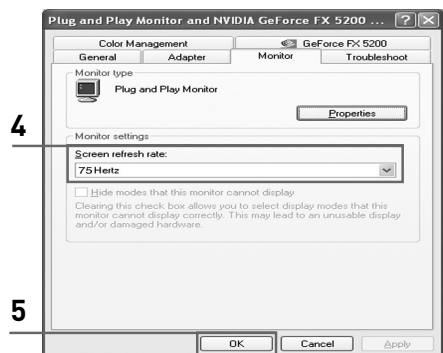 Plug and Play Monitor and NVIDIA GeForce FX 5200 ...
Color Management
GeForce FX 5200
General
Adapter
Monitor
Troubleshoot
Monitor type
Plug and Play Monitor
Properties
4
Monitor settings
Screen refresh rate:
75 Hertz
Hide modes that this monitor cannot display
Clearing this check box allows you to select display modes that this
monitor cannot display correctly. This may lead to an unusable display
and/or damaged hardware.
5
OK
Cancel
Apply